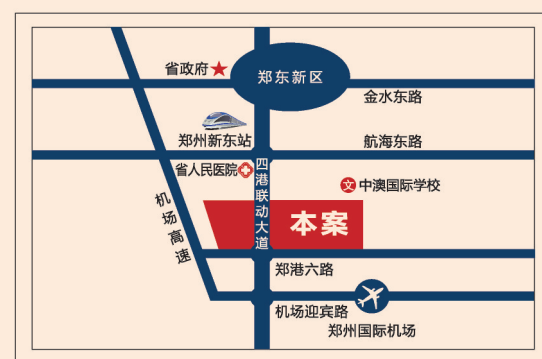 省政府
郑东新区
金水东路
郑州新东站
航海东路
省人民医院
四港联动大道
文 中澳国际学校
机场高速
本案
郑港六路
机场迎宾路
郑州国际机场